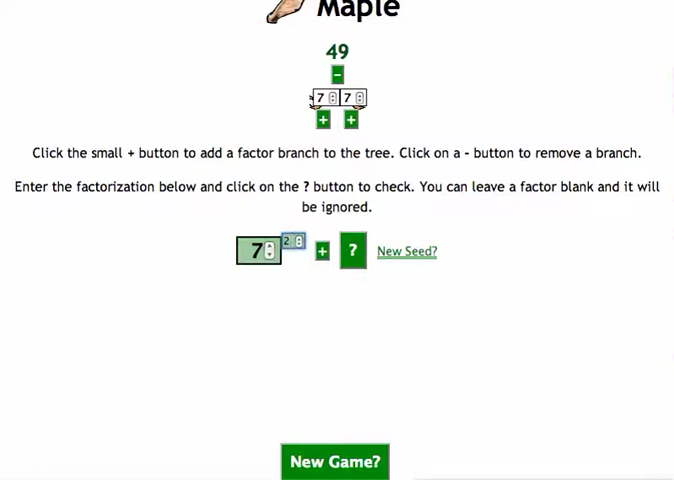 Maple
49
−
7 7
+ +
Click the small + button to add a factor branch to the tree. Click on a - button to remove a branch.
Enter the factorization below and click on the ? button to check. You can leave a factor blank and it will
be ignored.
7 2 + ? New Seed?
New Game?